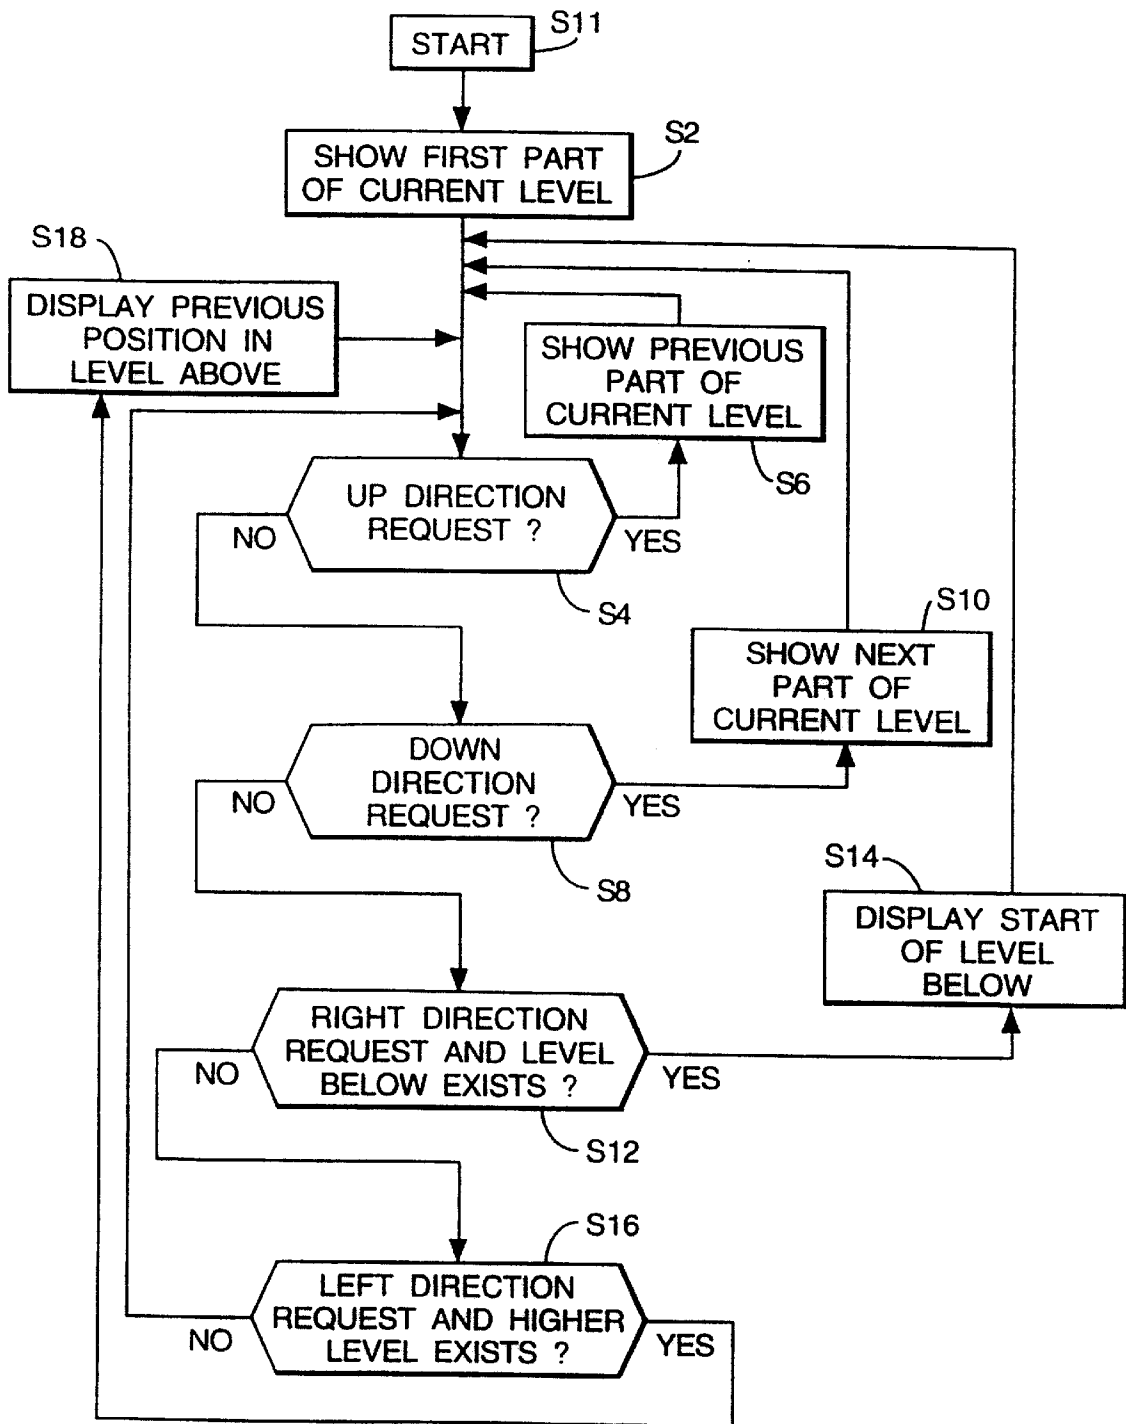 S11
START
S2
SHOW FIRST PART
OF CURRENT LEVEL
S18
DISPLAY PREVIOUS
POSITION IN
LEVEL ABOVE
SHOW PREVIOUS
PART OF
CURRENT LEVEL
S6
UP DIRECTION
REQUEST ?
NO
YES
S4
S10
SHOW NEXT
PART OF
CURRENT LEVEL
DOWN
DIRECTION
REQUEST ?
NO
YES
S8
S14
DISPLAY START
OF LEVEL
BELOW
RIGHT DIRECTION
REQUEST AND LEVEL
BELOW EXISTS ?
NO
YES
S12
S16
LEFT DIRECTION
REQUEST AND HIGHER
LEVEL EXISTS ?
NO
YES